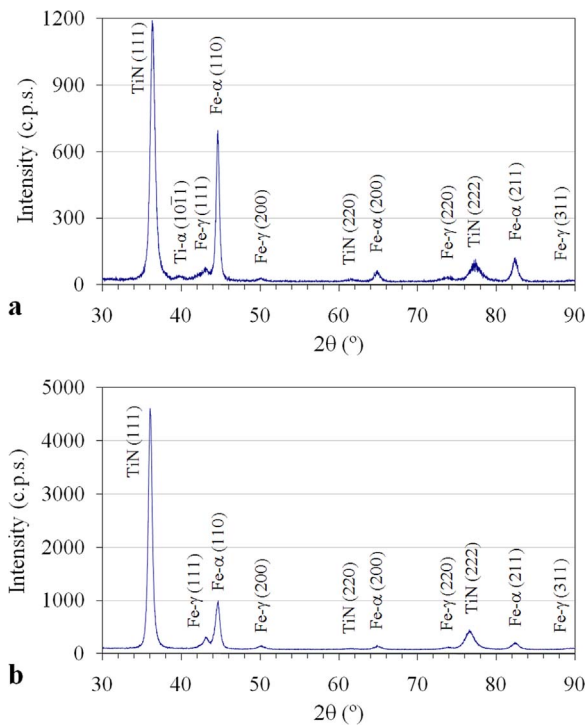 1200
900
600
300
0
Intensity (c.p.s.)
TiN (111)
Ti-α (101̄1)
Fe-γ (111)
Fe-α (110)
Fe-γ (200)
TiN (220)
Fe-α (200)
Fe-γ (220)
TiN (222)
Fe-α (211)
Fe-γ (311)
30 40 50 60 70 80 90
2θ (º)
a
5000
4000
3000
2000
1000
0
Intensity (c.p.s.)
TiN (111)
Fe-γ (111)
Fe-α (110)
Fe-γ (200)
TiN (220)
Fe-α (200)
Fe-γ (220)
TiN (222)
Fe-α (211)
Fe-γ (311)
30 40 50 60 70 80 90
2θ (º)
b